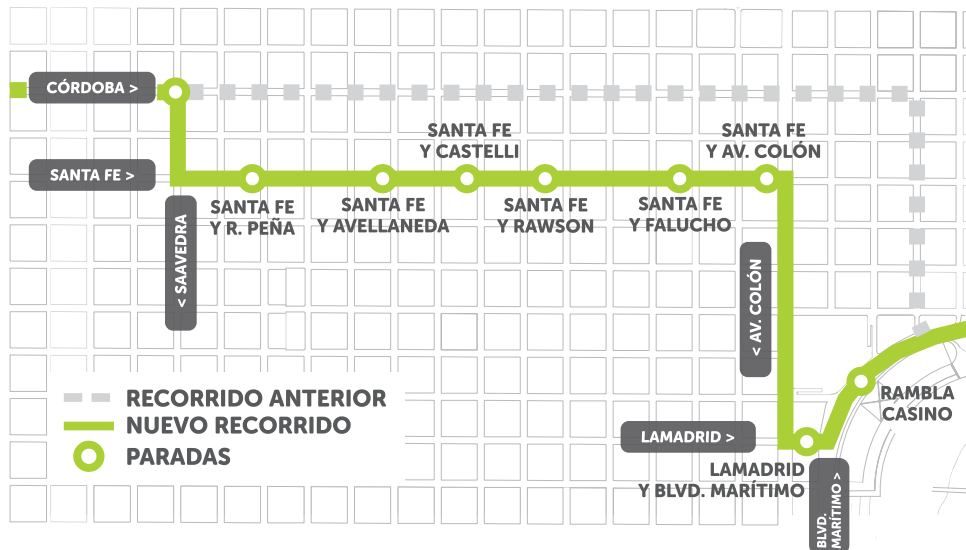 CÓRDOBA >
SANTA FE
Y CASTELLI
SANTA FE
Y AV. COLÓN
SANTA FE >
SANTA FE
Y R. PEÑA
SANTA FE
Y AVELLANEDA
SANTA FE
Y RAWSON
SANTA FE
Y FALUCHO
< SAAVEDRA
< AV. COLÓN
RECORRIDO ANTERIOR
NUEVO RECORRIDO
PARADAS
RAMBLA
CASINO
LAMADRID >
LAMADRID
Y BLVD. MARÍTIMO
BLVD.
MARÍTIMO >